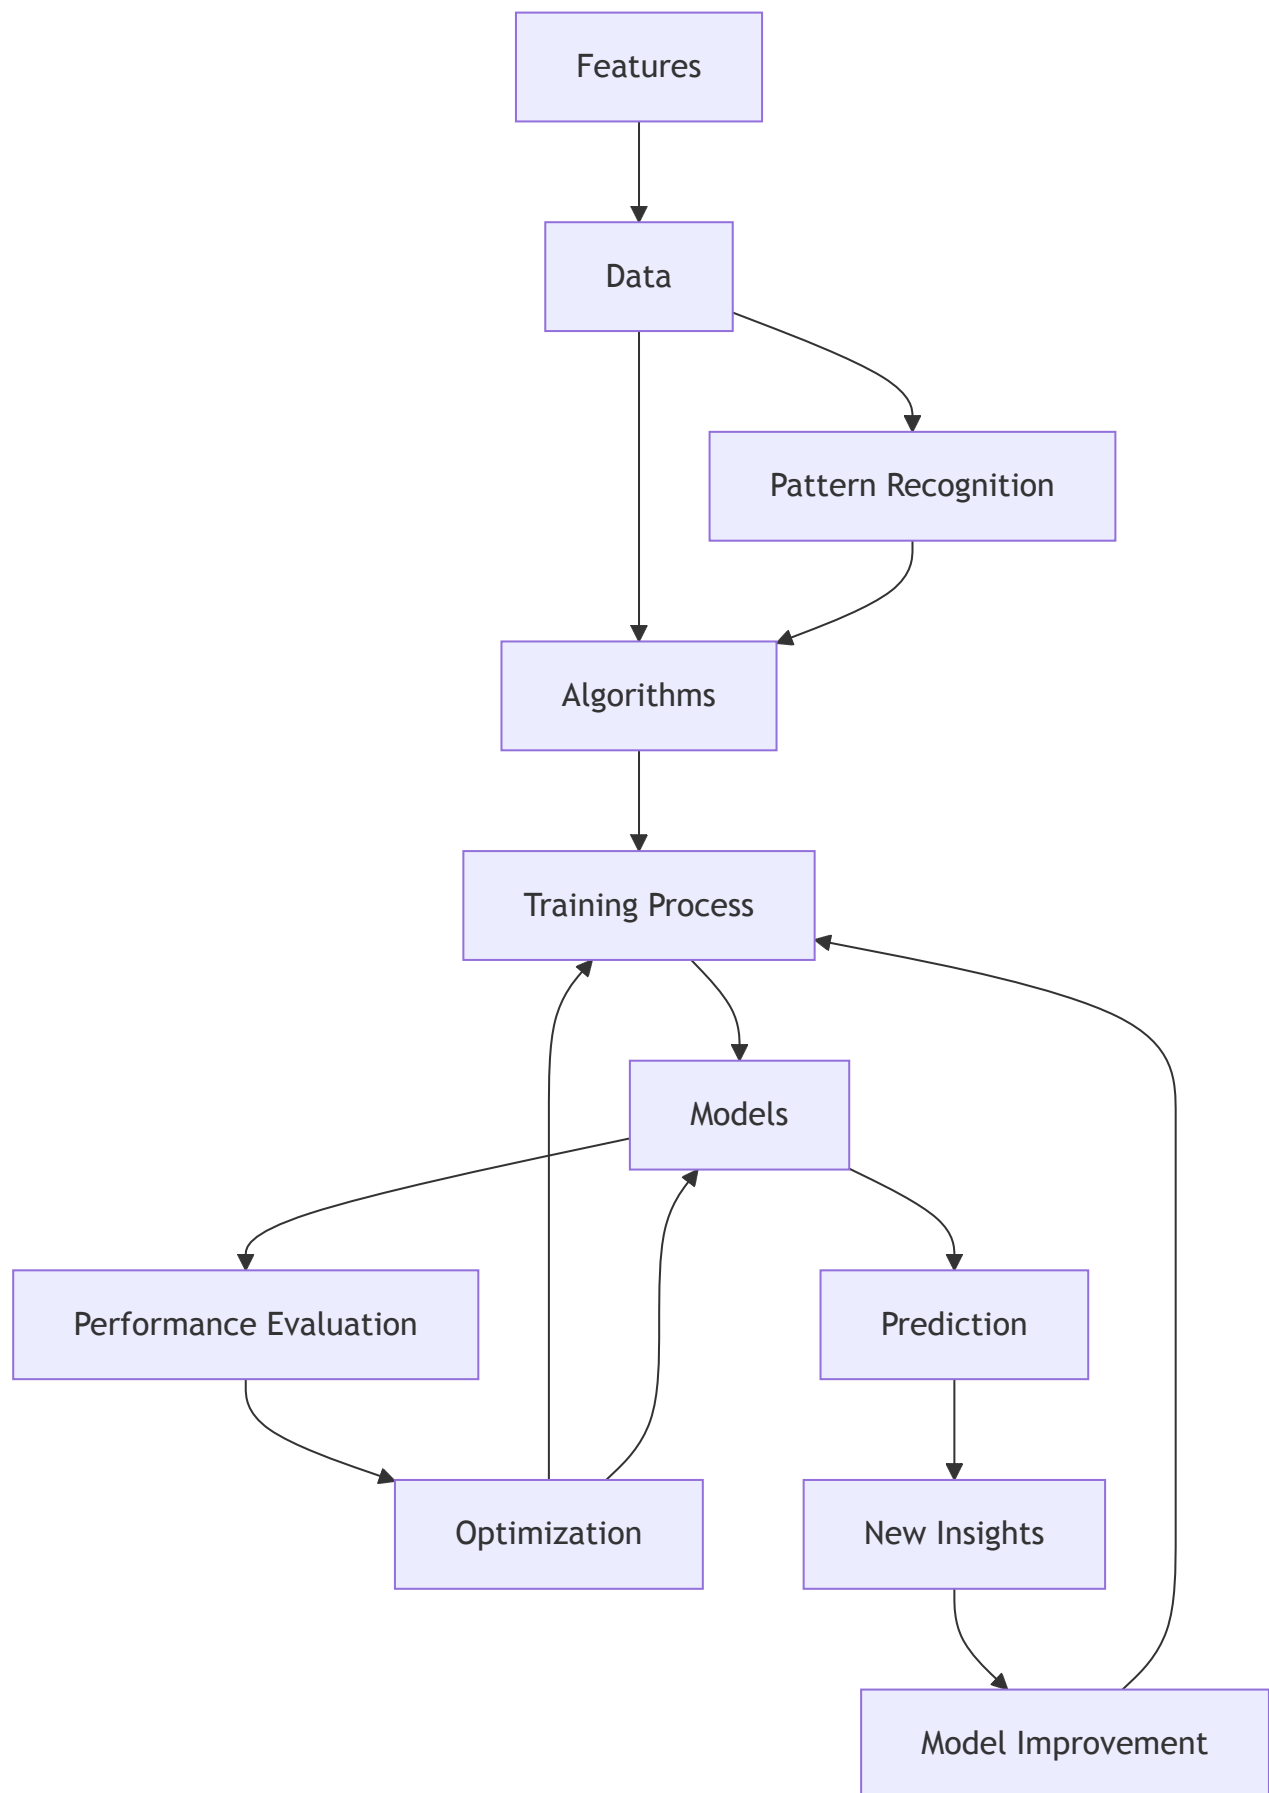 Features
Data
Pattern Recognition
Algorithms
Training Process
Models
Performance Evaluation
Prediction
Optimization
New Insights
Model Improvement